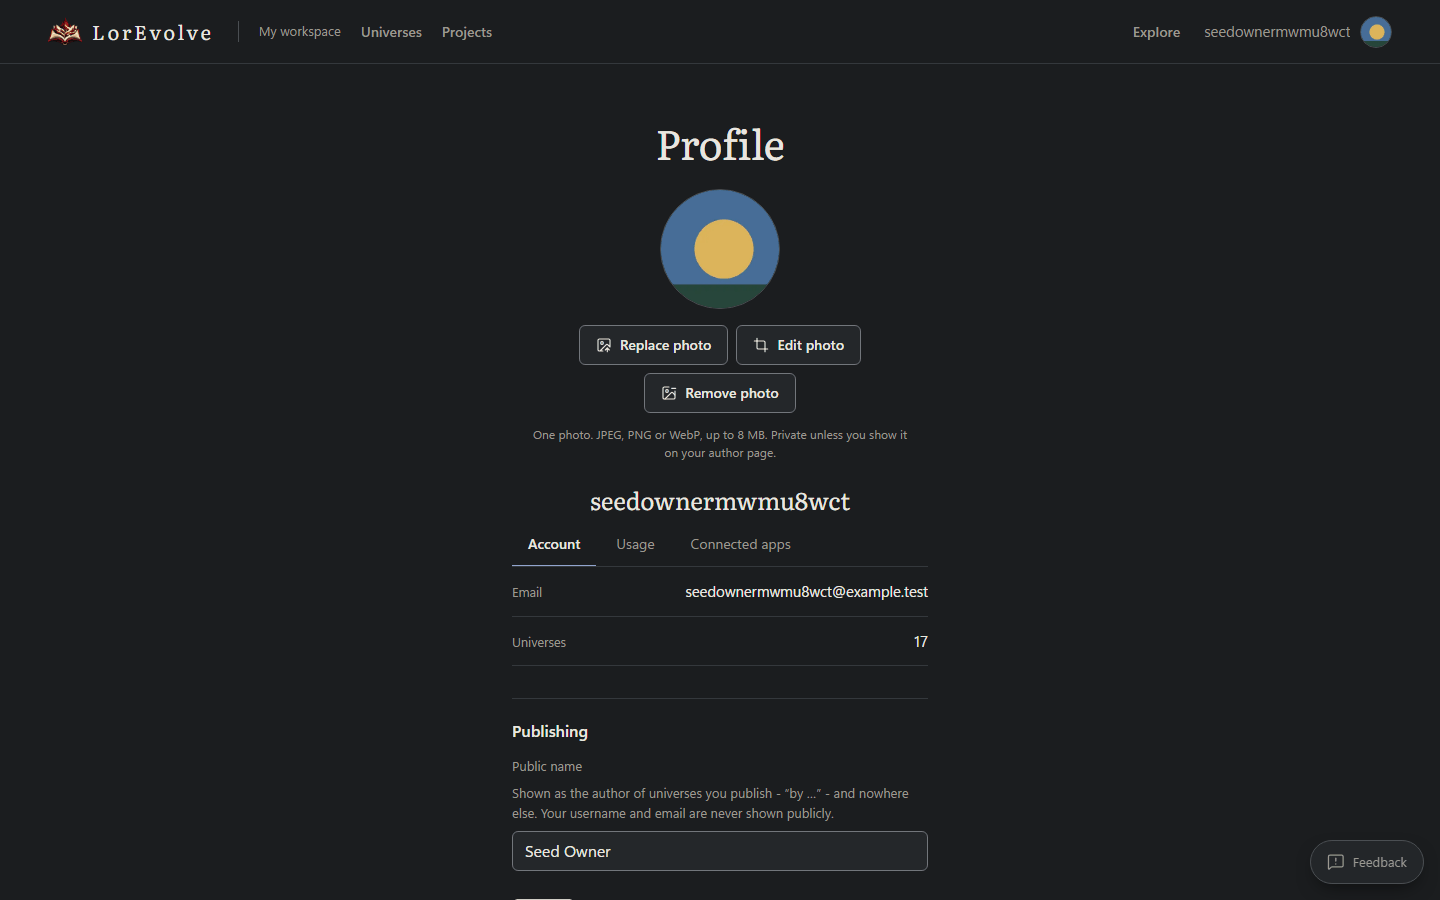 LorEvolve
My workspace
Universes
Projects
Explore
seedownermwmu8wct
Profile
Replace photo
Edit photo
Remove photo
One photo. JPEG, PNG or WebP, up to 8 MB. Private unless you show it
on your author page.
seedownermwmu8wct
Account
Usage
Connected apps
Email
seedownermwmu8wct@example.test
Universes
17
Publishing
Public name
Shown as the author of universes you publish - “by …” - and nowhere
else. Your username and email are never shown publicly.
Seed Owner
Feedback